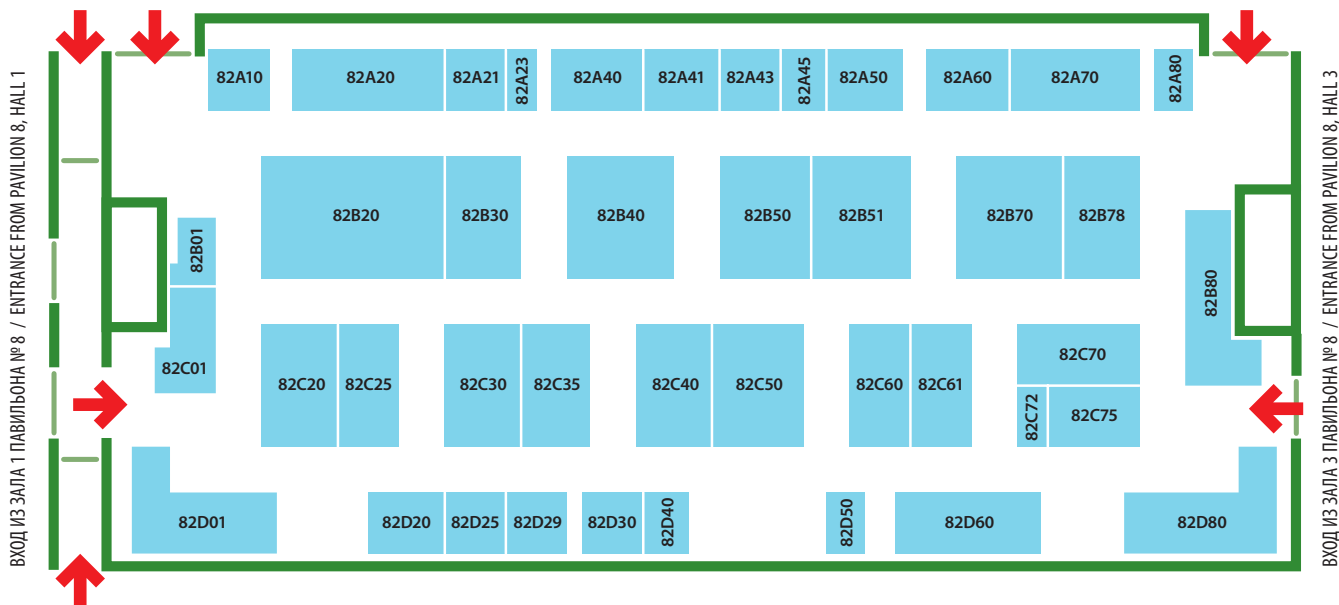 ВХОД ИЗ ЗАЛА 1 ПАВИЛЬОНА № 8 / ENTRANCE FROM PAVILION 8, HALL 1
82A10
82A20
82A21
82A23
82A40
82A41
82A43
82A45
82A50
82A60
82A70
82A80
82B01
82B20
82B30
82B40
82B50
82B51
82B70
82B78
82B80
82C01
82C20
82C25
82C30
82C35
82C40
82C50
82C60
82C61
82C70
82C72
82C75
82D01
82D20
82D25
82D29
82D30
82D40
82D50
82D60
82D80
ВХОД ИЗ ЗАЛА 3 ПАВИЛЬОНА № 8 / ENTRANCE FROM PAVILION 8, HALL 3